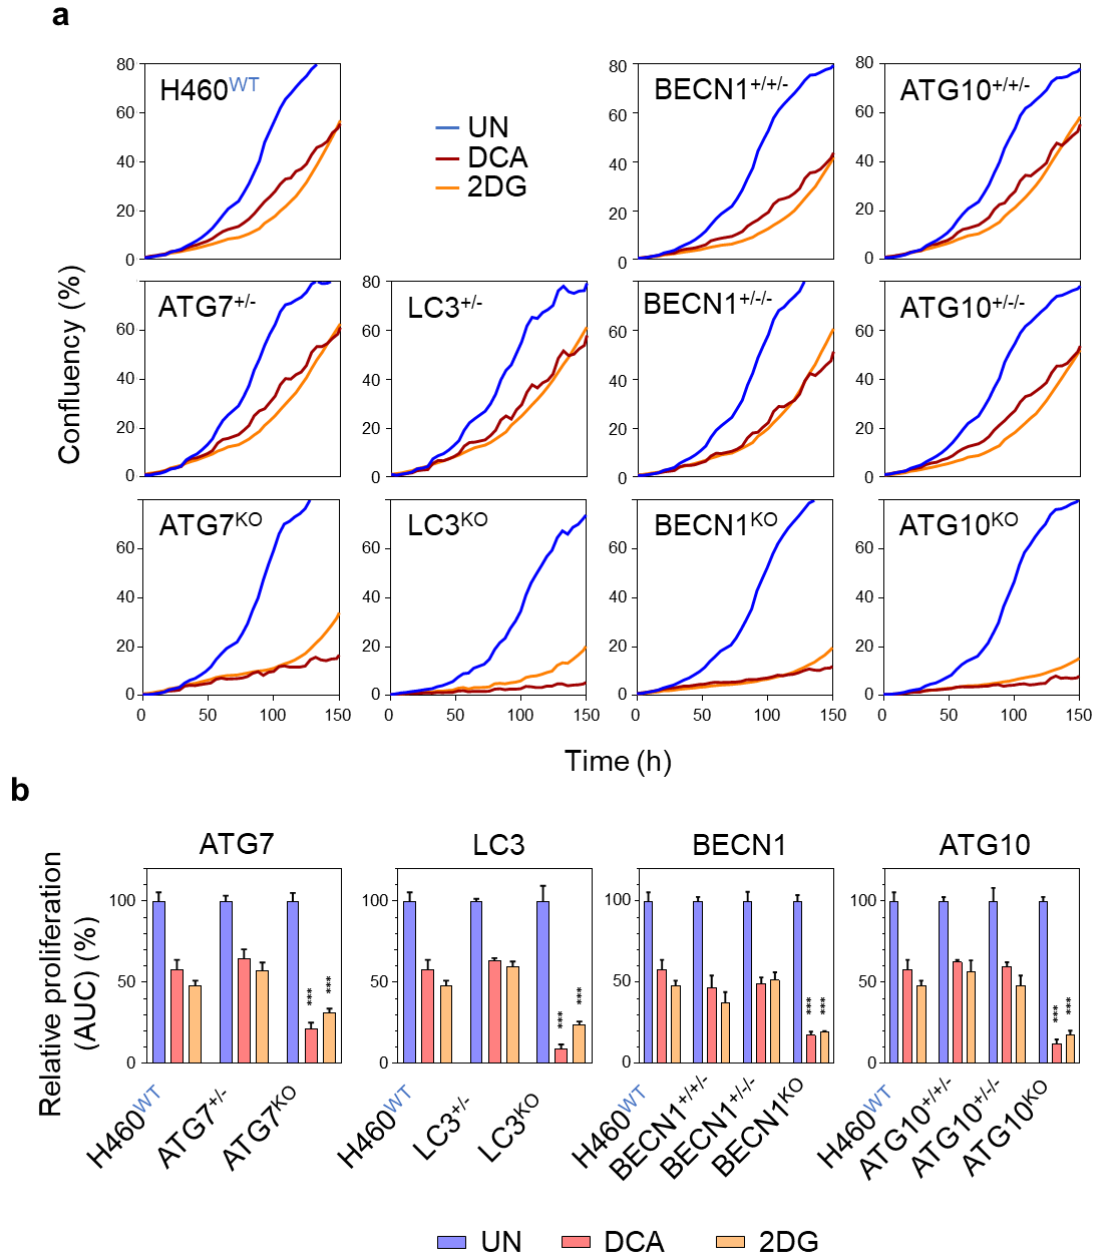 a
H460WT
UN
DCA
2DG
BECN1+/+/-
ATG10+/+/-
80
60
40
20
0
80
60
40
20
0
80
60
40
20
0
Confluency (%)
ATG7+/-
LC3+/-
BECN1+/-/-
ATG10+/-/-
60
40
20
0
80
60
40
20
0
60
40
20
0
60
40
20
0
ATG7KO
LC3KO
BECN1KO
ATG10KO
60
40
20
0
60
40
20
0
60
40
20
0
60
40
20
0
0 50 100 150
0 50 100 150
0 50 100 150
0 50 100 150
Time (h)
b
Relative proliferation
(AUC) (%)
ATG7
LC3
BECN1
ATG10
100
50
0
100
50
0
100
50
0
100
50
0
*** ***
*** ***
*** ***
*** ***
H460WT
ATG7+/-
ATG7KO
H460WT
LC3+/-
LC3KO
H460WT
BECN1+/+/-
BECN1+/-/-
BECN1KO
H460WT
ATG10+/+/-
ATG10+/-/-
ATG10KO
UN DCA 2DG